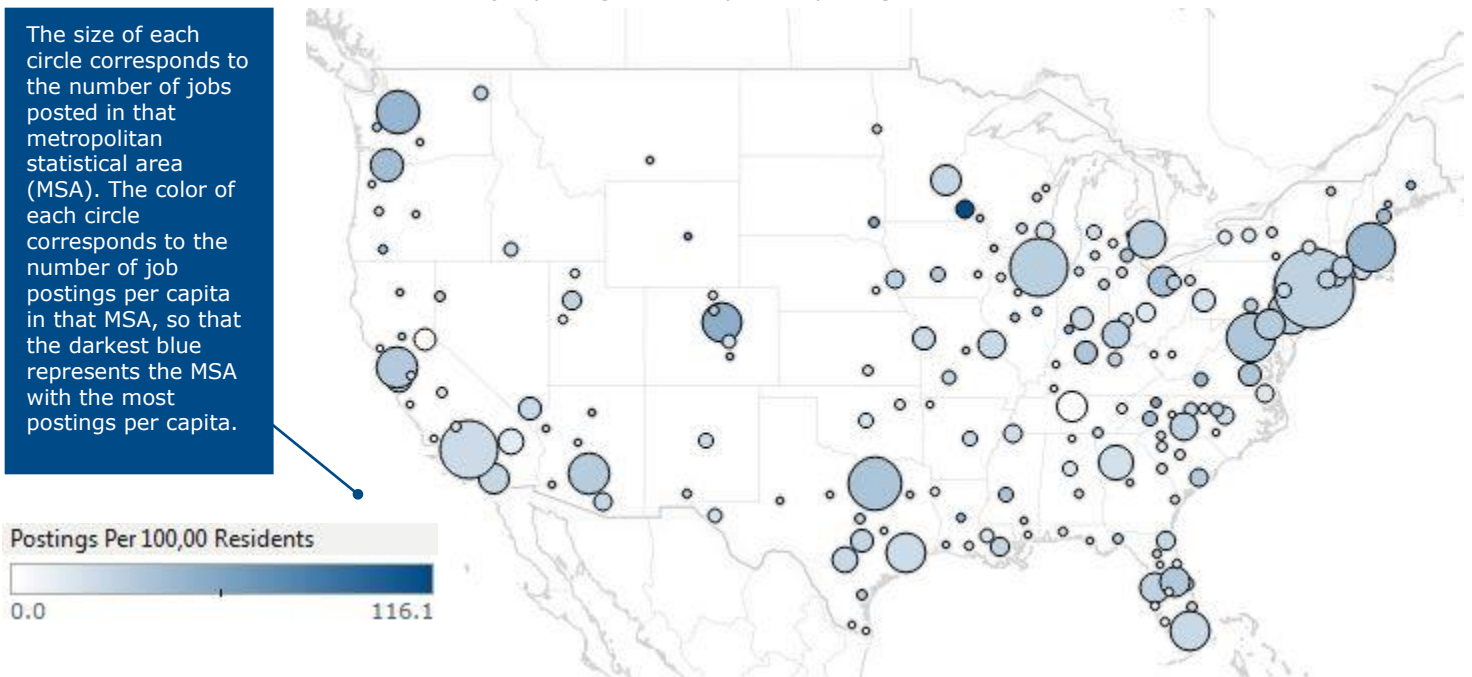 The size of each
circle corresponds to
the number of jobs
posted in that
metropolitan
statistical area
(MSA). The color of
each circle
corresponds to the
number of job
postings per capita
in that MSA, so that
the darkest blue
represents the MSA
with the most
postings per capita.
Postings Per 100,00 Residents
0.0
116.1